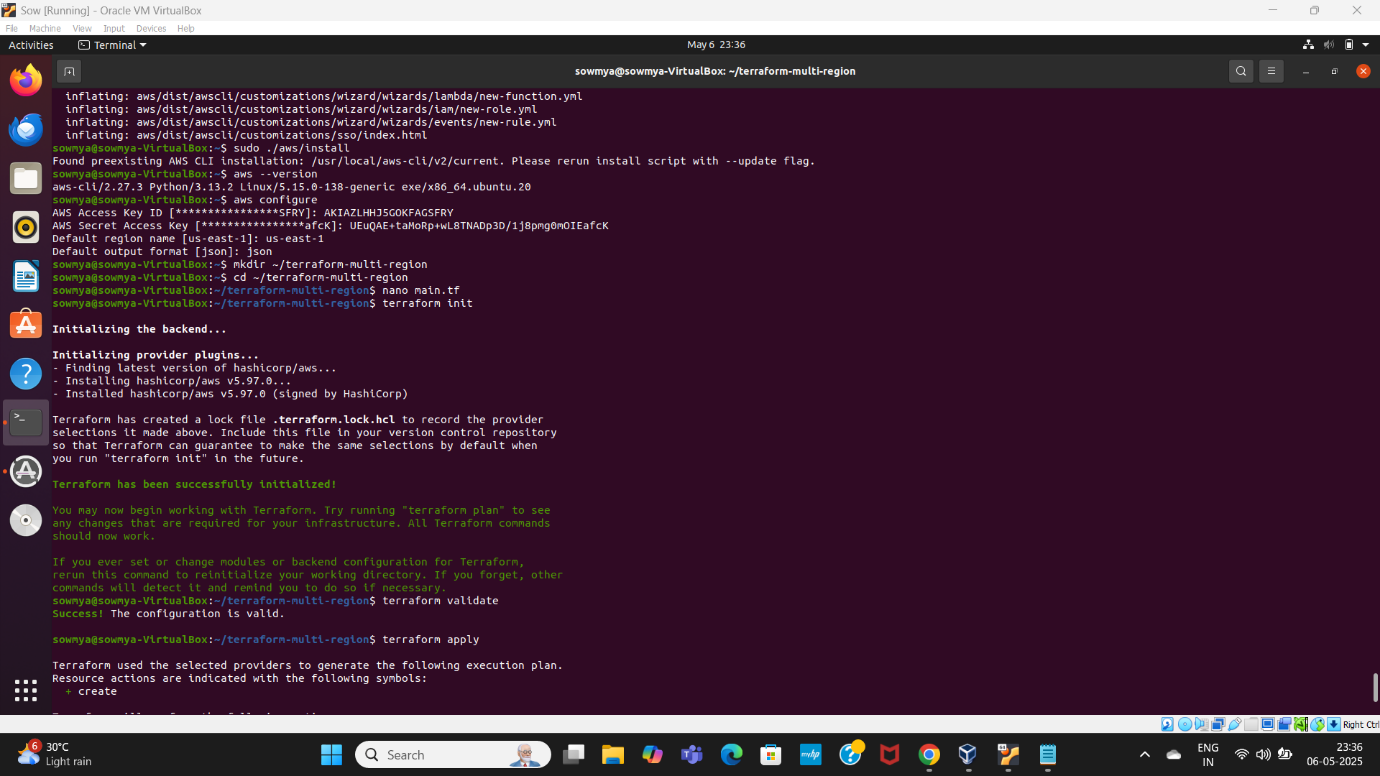 Sow [Running] - Oracle VM VirtualBox
File Machine View Input Devices Help
Activities Terminal May 6 23:36
sowmya@sowmya-VirtualBox: ~/terraform-multi-region
inflating: aws/dist/awscli/customizations/wizard/wizards/lambda/new-function.yml
inflating: aws/dist/awscli/customizations/wizard/wizards/iam/new-role.yml
inflating: aws/dist/awscli/customizations/wizard/wizards/events/new-rule.yml
inflating: aws/dist/awscli/customizations/sso/index.html
sowmya@sowmya-VirtualBox:~$ sudo ./aws/install
Found preexisting AWS CLI installation: /usr/local/aws-cli/v2/current. Please rerun install script with --update flag.
sowmya@sowmya-VirtualBox:~$ aws --version
aws-cli/2.27.3 Python/3.13.2 Linux/5.15.0-138-generic exe/x86_64.ubuntu.20
sowmya@sowmya-VirtualBox:~$ aws configure
AWS Access Key ID [****************SFRY]: AKIAZLHHJ5GOKFAGSFRY
AWS Secret Access Key [****************afcK]: 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
Default region name [us-east-1]: us-east-1
Default output format [json]: json
sowmya@sowmya-VirtualBox:~$ mkdir ~/terraform-multi-region
sowmya@sowmya-VirtualBox:~$ cd ~/terraform-multi-region
sowmya@sowmya-VirtualBox:~/terraform-multi-region$ nano main.tf
sowmya@sowmya-VirtualBox:~/terraform-multi-region$ terraform init
Initializing the backend...
Initializing provider plugins...
- Finding latest version of hashicorp/aws...
- Installing hashicorp/aws v5.97.0...
- Installed hashicorp/aws v5.97.0 (signed by HashiCorp)
Terraform has created a lock file .terraform.lock.hcl to record the provider
selections it made above. Include this file in your version control repository
so that Terraform can guarantee to make the same selections by default when
you run "terraform init" in the future.
Terraform has been successfully initialized!
You may now begin working with Terraform. Try running "terraform plan" to see
any changes that are required for your infrastructure. All Terraform commands
should now work.
If you ever set or change modules or backend configuration for Terraform,
rerun this command to reinitialize your working directory. If you forget, other
commands will detect it and remind you to do so if necessary.
sowmya@sowmya-VirtualBox:~/terraform-multi-region$ terraform validate
Success! The configuration is valid.
sowmya@sowmya-VirtualBox:~/terraform-multi-region$ terraform apply
Terraform used the selected providers to generate the following execution plan.
Resource actions are indicated with the following symbols:
+ create
Right Ctrl
6 30°C
Light rain
Search
ENG
IN
23:36
06-05-2025